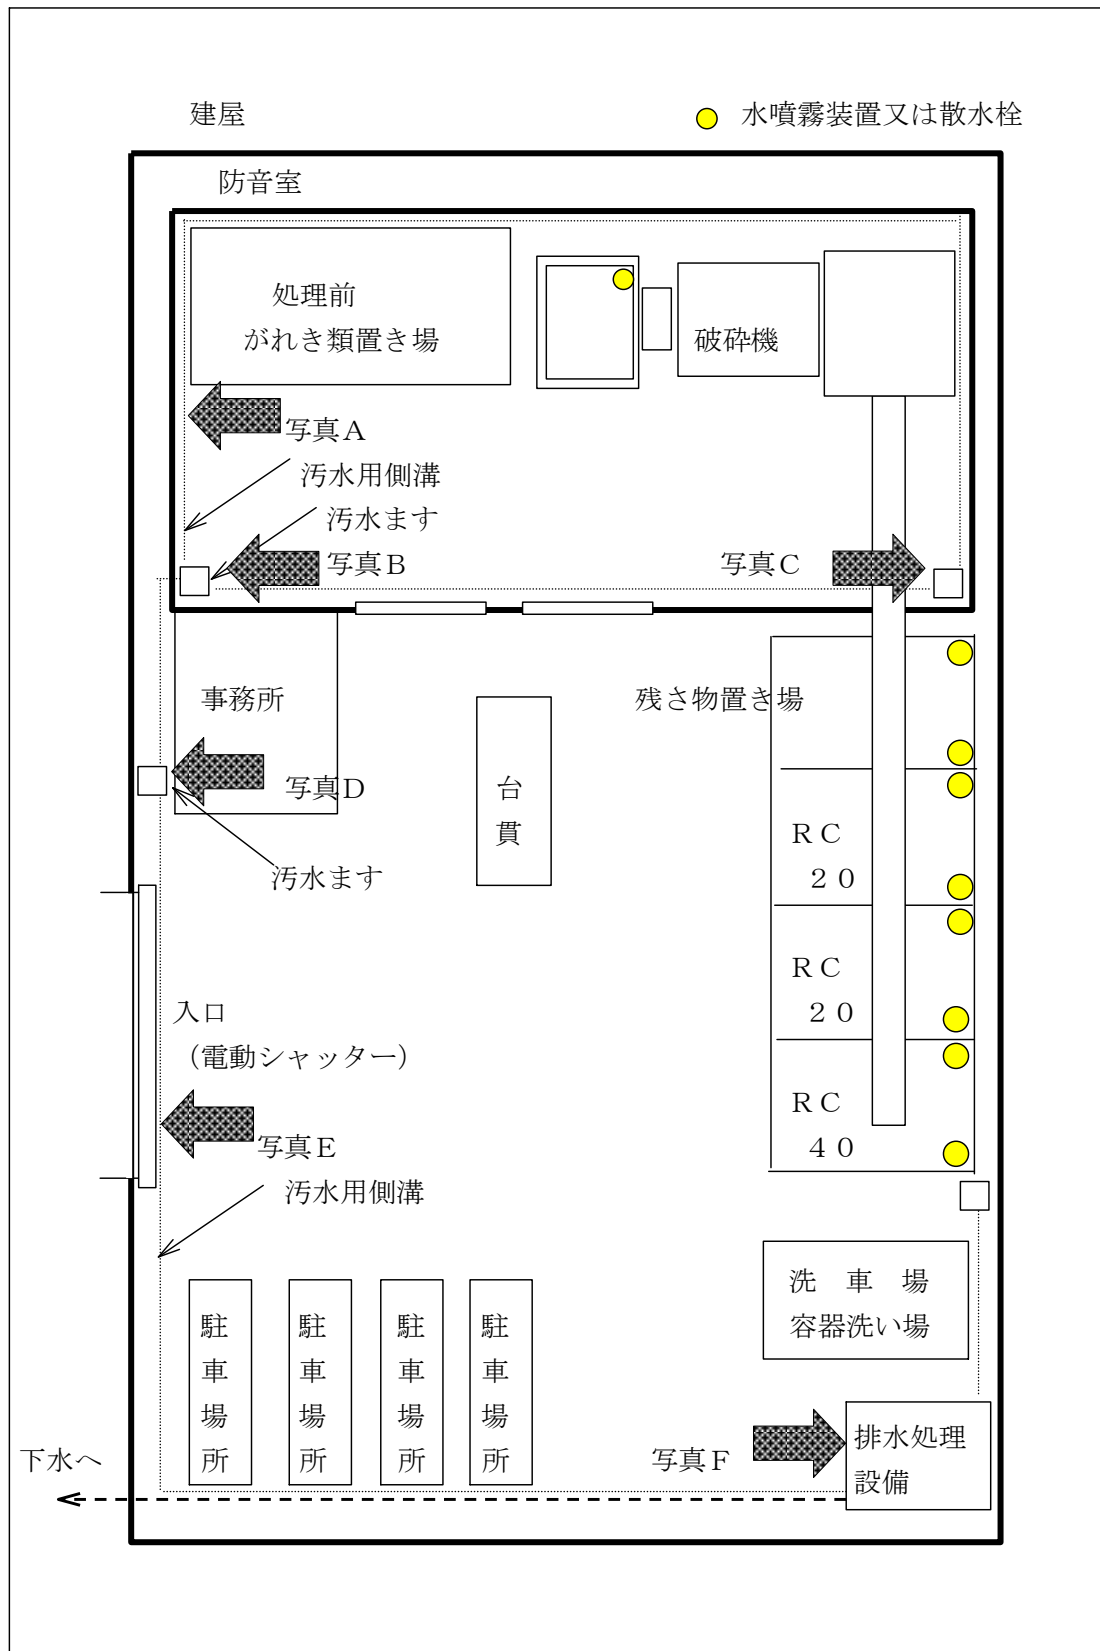 建屋
水噴霧装置又は散水栓
防音室
処理前
がれき類置き場
破砕機
写真A
汚水用側溝
汚水ます
写真B
写真C
事務所
残さ物置き場
写真D
台
貫
汚水ます
RC
20
RC
20
入口
(電動シャッター)
RC
40
写真E
汚水用側溝
洗 車 場
容器洗い場
駐車場所
駐車場所
駐車場所
駐車場所
下水へ
写真F
排水処理
設備